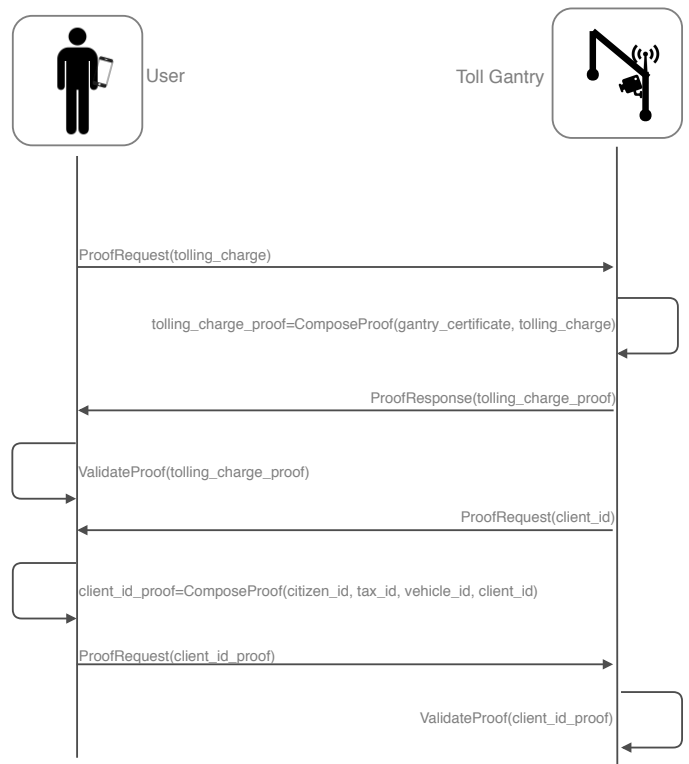 User
Toll Gantry
ProofRequest(tolling_charge)
tolling_charge_proof=ComposeProof(gantry_certificate, tolling_charge)
ProofResponse(tolling_charge_proof)
ValidateProof(tolling_charge_proof)
ProofRequest(client_id)
client_id_proof=ComposeProof(citizen_id, tax_id, vehicle_id, client_id)
ProofRequest(client_id_proof)
ValidateProof(client_id_proof)